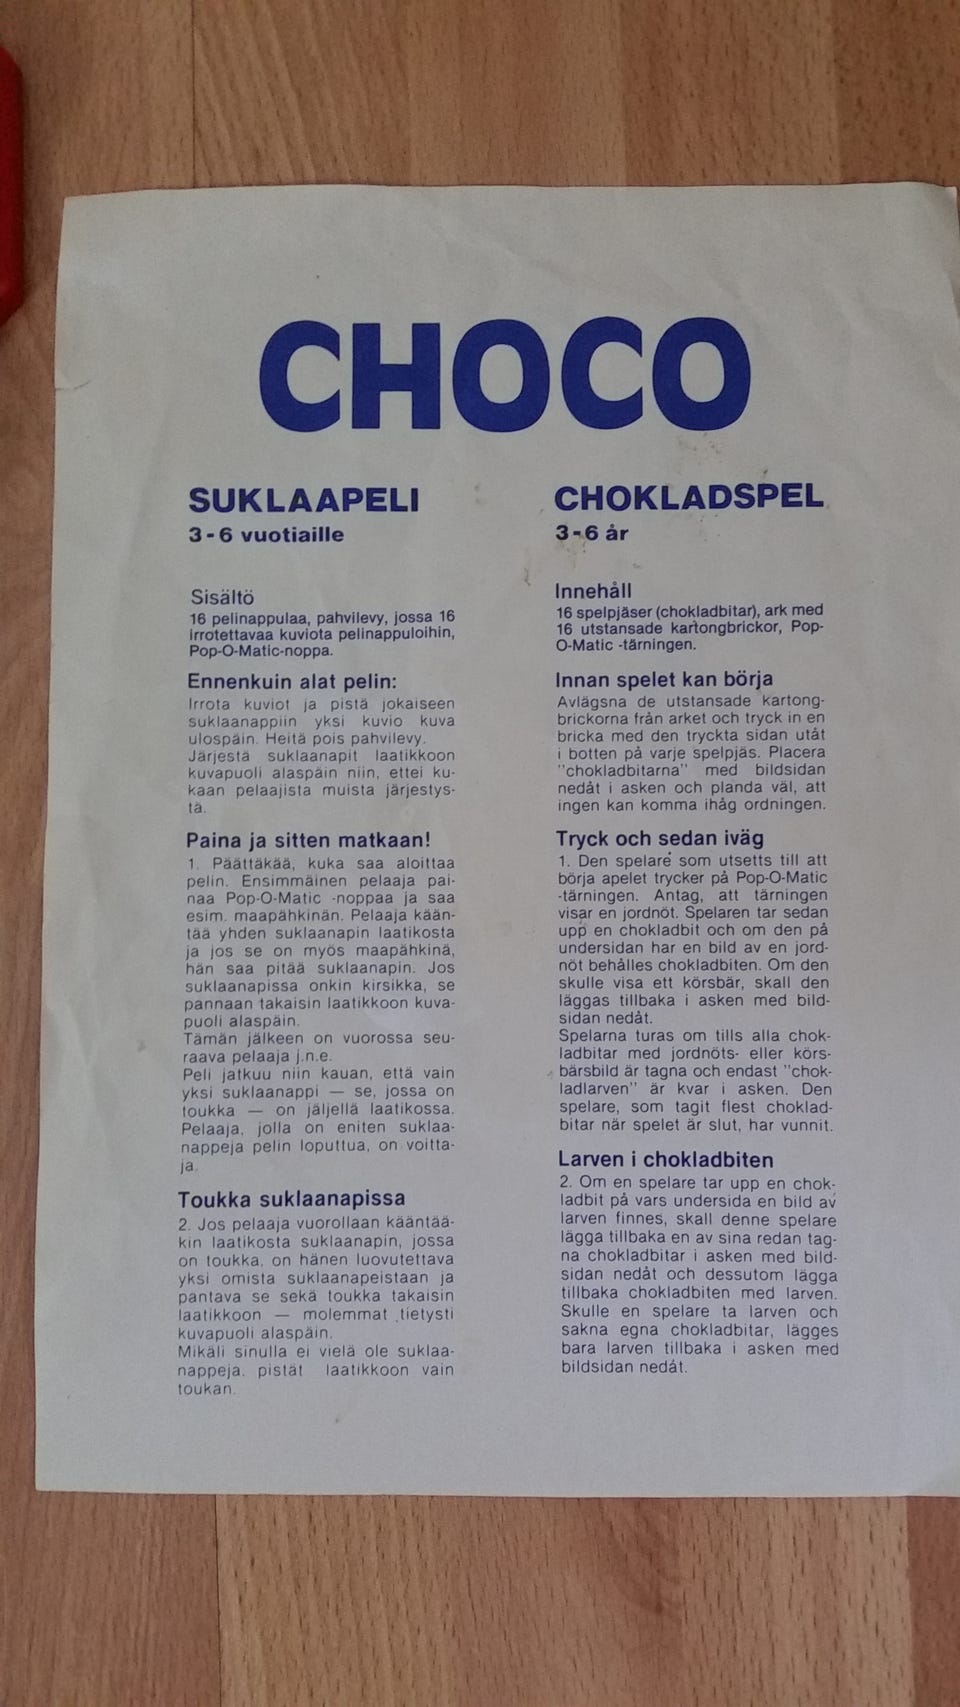 CHOCO
SUKLAAPELI
3-6 vuotiaille
Sisältö
16 pelinappulaa, pahvilevy, jossa 16
irrotettavaa kuviota pelinappuloihin,
Pop-O-Matic-noppa.
Ennenkuin alat pelin:
Irrota kuviot ja pistä jokaiseen
suklaanappiin yksi kuvio kuva
ulospäin. Heitä pois pahvilevy.
Järjestä suklaanapit laatikkoon
kuvapuoli alaspäin niin, ettei ku-
kaan pelaajista muista järjestys-
tä.
Paina ja sitten matkaan!
1. Päättäkää, kuka saa aloittaa
pelin. Ensimmäinen pelaaja pai-
naa Pop-O-Matic -noppaa ja saa
esim. maapähkinän. Pelaaja kään-
tää yhden suklaanapin laatikosta
ja jos se on myös maapähkinä,
hän saa pitää suklaanapin. Jos
suklaanapissa onkin kirsikka, se
pannaan takaisin laatikkoon kuva-
puoli alaspäin.
Tämän jälkeen on vuorossa seu-
raava pelaaja j.n.e.
Peli jatkuu niin kauan, että vain
yksi suklaanappi — se, jossa on
toukka — on jäljellä laatikossa.
Pelaaja, jolla on eniten suklaa-
nappeja pelin loputtua, on voitta-
ja.
Toukka suklaanapissa
2. Jos pelaaja vuorollaan kääntää-
kin laatikosta suklaanapin, jossa
on toukka, on hänen luovutettava
yksi omista suklaanapeistaan ja
pantava se sekä toukka takaisin
laatikkoon — molemmat tietysti
kuvapuoli alaspäin.
Mikäli sinulla ei vielä ole suklaa-
nappeja, pistät laatikkoon vain
toukan.
CHOKLADSPEL
3-6 år
Innehåll
16 spelpjäser (chokladbitar), ark med
16 utstansade kartongbrickor, Pop-
O-Matic -tärningen.
Innan spelet kan börja
Avlägsna de utstansade kartong-
brickorna från arket och tryck in en
bricka med den tryckta sidan utåt
i botten på varje spelpjäs. Placera
"chokladbitarna" med bildsidan
nedåt i asken och planda väl, att
ingen kan komma ihåg ordningen.
Tryck och sedan iväg
1. Den spelare som utsetts till att
börja apelet trycker på Pop-O-Matic
-tärningen. Antag, att tärningen
visar en jordnöt. Spelaren tar sedan
upp en chokladbit och om den på
undersidan har en bild av en jord-
nöt behålles chokladbiten. Om den
skulle visa ett körsbär, skall den
läggas tillbaka i asken med bild-
sidan nedåt.
Spelarna turas om tills alla chok-
ladbitar med jordnöts- eller körs-
bärsbild är tagna och endast "chok-
ladlarven" är kvar i asken. Den
spelare, som tagit flest choklad-
bitar när spelet är slut, har vunnit.
Larven i chokladbiten
2. Om en spelare tar upp en chok-
ladbit på vars undersida en bild av
larven finnes, skall denne spelare
lägga tillbaka en av sina redan tag-
na chokladbitar i asken med bild-
sidan nedåt och dessutom lägga
tillbaka chokladbiten med larven.
Skulle en spelare ta larven och
sakna egna chokladbitar, lägges
bara larven tillbaka i asken med
bildsidan nedåt.